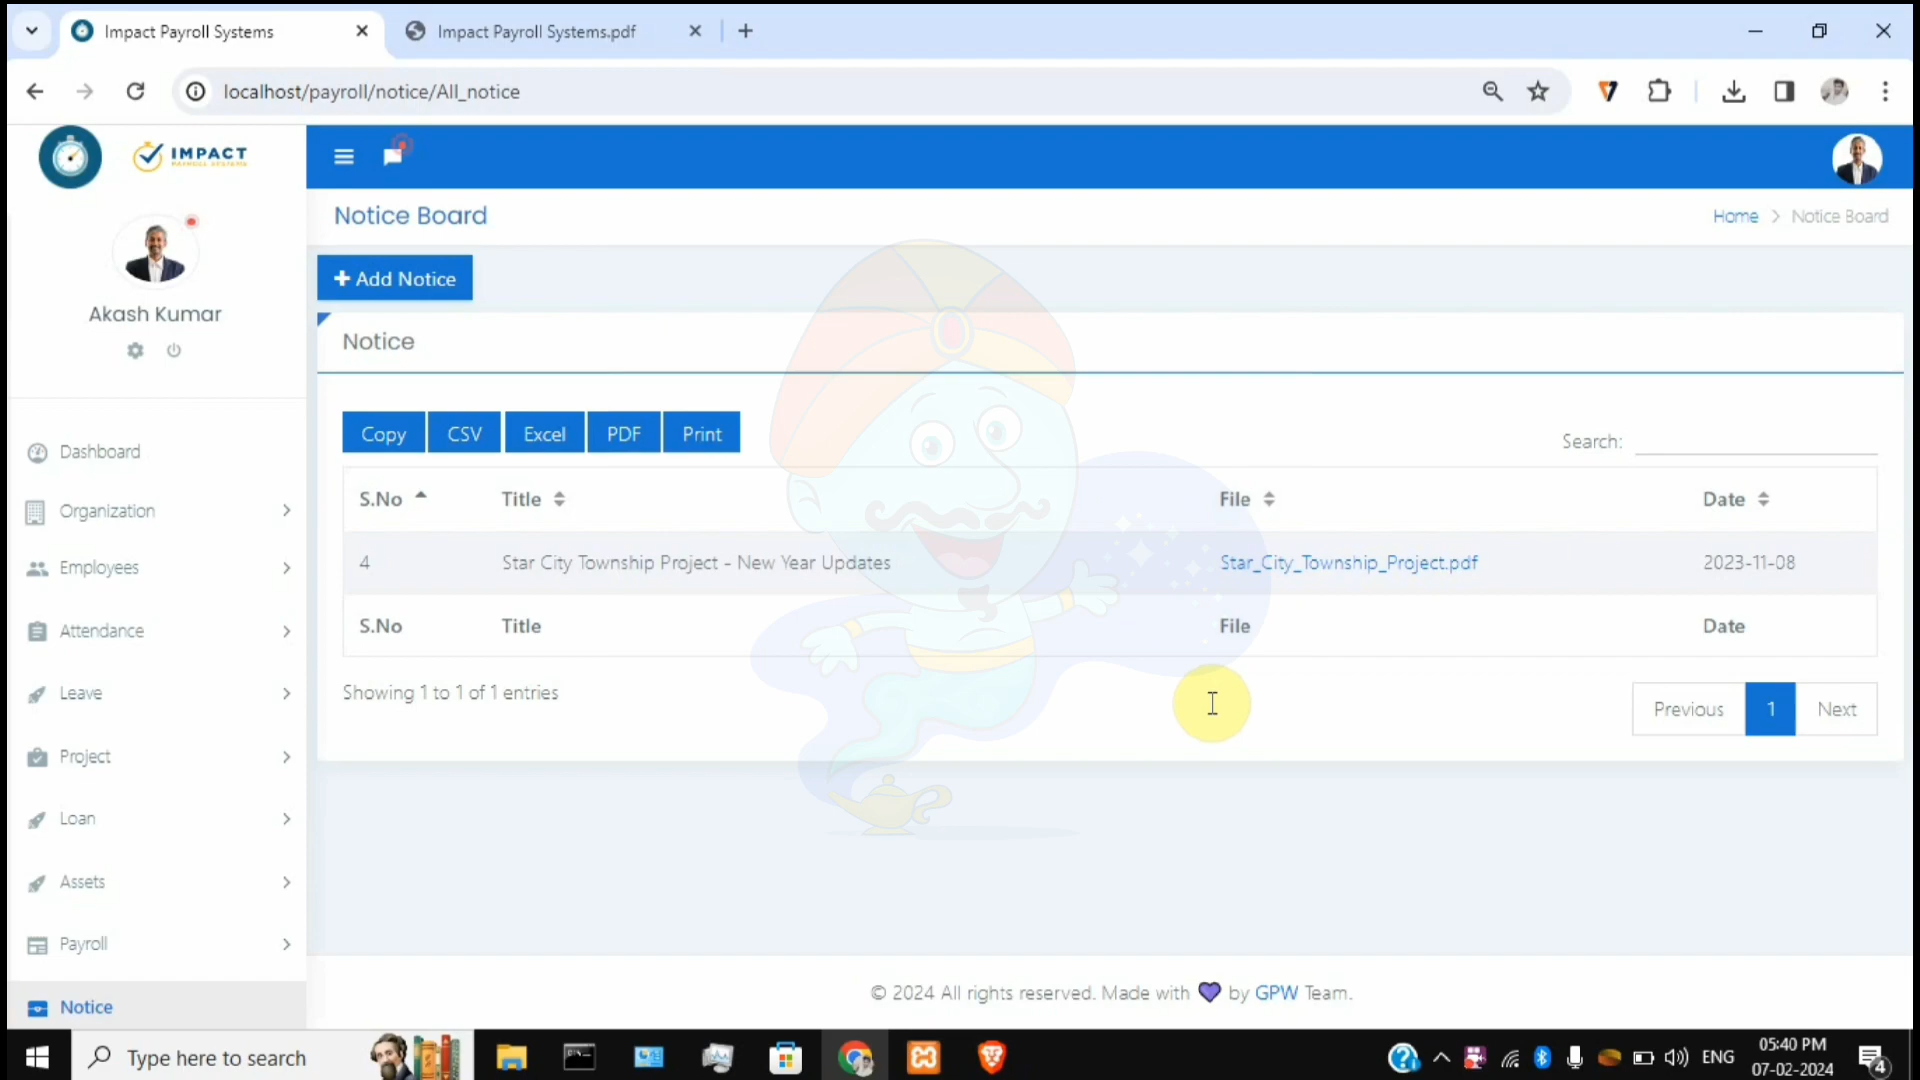 Impact Payroll Systems
Impact Payroll Systems.pdf
localhost/payroll/notice/All_notice
IMPACT
PAYROLL SYSTEMS
Notice Board
Home > Notice Board
Add Notice
Akash Kumar
Notice
Copy CSV Excel PDF Print
Search:
S.No Title File Date
4 Star City Township Project - New Year Updates Star_City_Township_Project.pdf 2023-11-08
S.No Title File Date
Showing 1 to 1 of 1 entries
Previous 1 Next
Dashboard
Organization
Employees
Attendance
Leave
Project
Loan
Assets
Payroll
Notice
© 2024 All rights reserved. Made with 💜 by GPW Team.
Type here to search
ENG
05:40 PM
07-02-2024
4